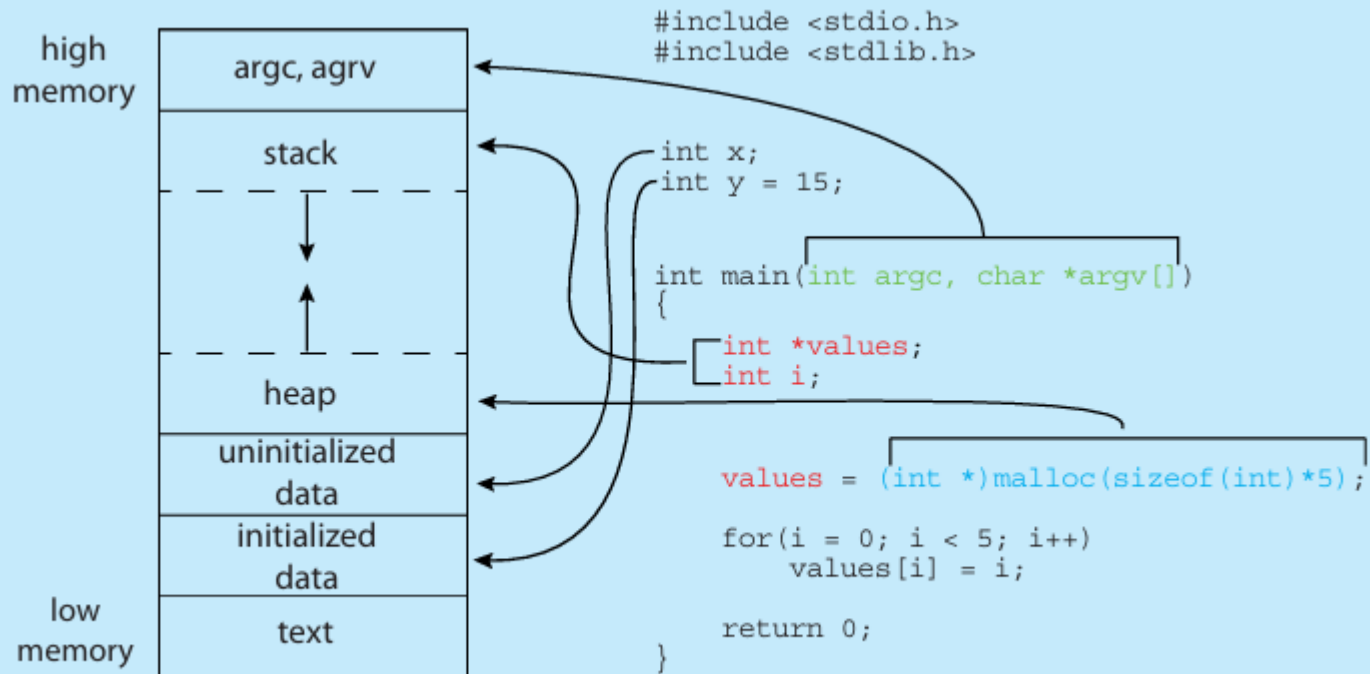 high
memory
argc, agrv
stack
heap
uninitialized
data
initialized
data
low
memory
text
#include <stdio.h>
#include <stdlib.h>
int x;
int y = 15;
int main(int argc, char *argv[])
{
int *values;
int i;
values = (int *)malloc(sizeof(int)*5);
for(i = 0; i < 5; i++)
values[i] = i;
return 0;
}